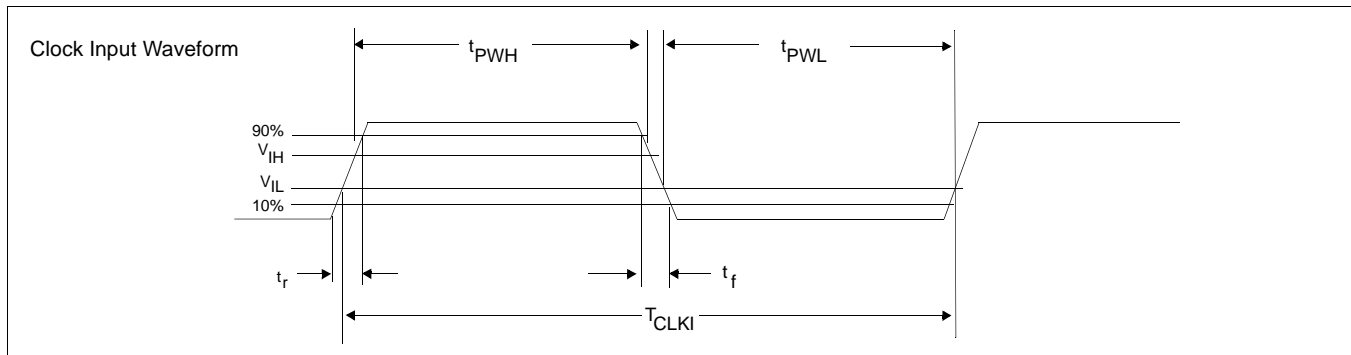 Clock Input Waveform
tPWH
tPWL
90%
VIH
VIL
10%
tr
tf
TCLKI